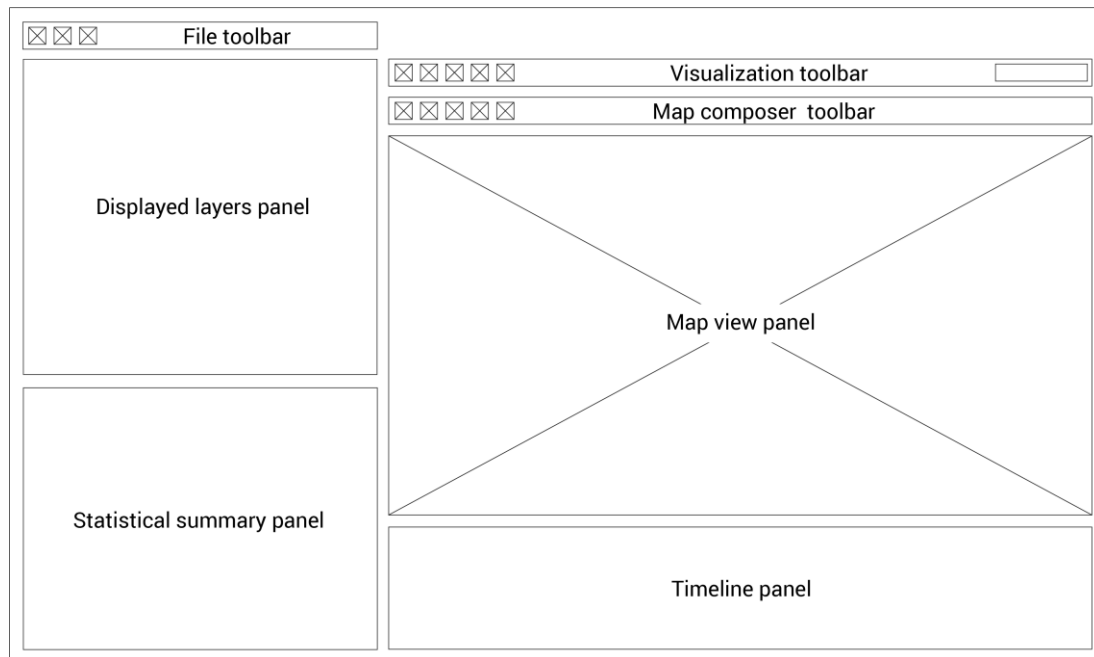 File toolbar
Visualization toolbar
Map composer toolbar
Displayed layers panel
Map view panel
Statistical summary panel
Timeline panel